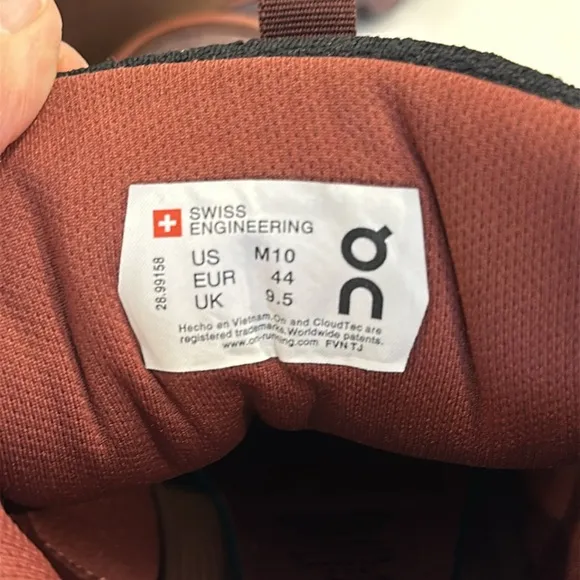 SWISS
ENGINEERING
US M10
EUR 44
UK 9.5
28.99158
Hecho en Vietnam.On and CloudTec are
registered trademarks.Worldwide patents.
www.on-running.com FVN TJ
On